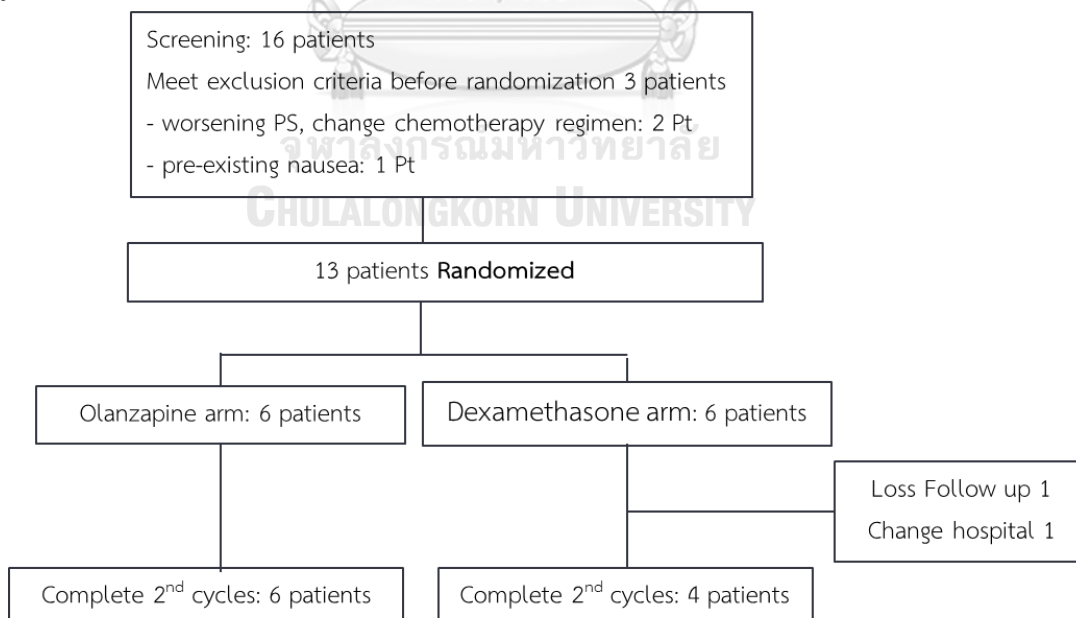 Screening: 16 patients
Meet exclusion criteria before randomization 3 patients
- worsening PS, change chemotherapy regimen: 2 Pt
- pre-existing nausea: 1 Pt
จุฬาลงกรณ์มหาวิทยาลัย
CHULALONGKORN UNIVERSITY
13 patients Randomized
Olanzapine arm: 6 patients
Dexamethasone arm: 6 patients
Loss Follow up 1
Change hospital 1
Complete 2nd cycles: 6 patients
Complete 2nd cycles: 4 patients